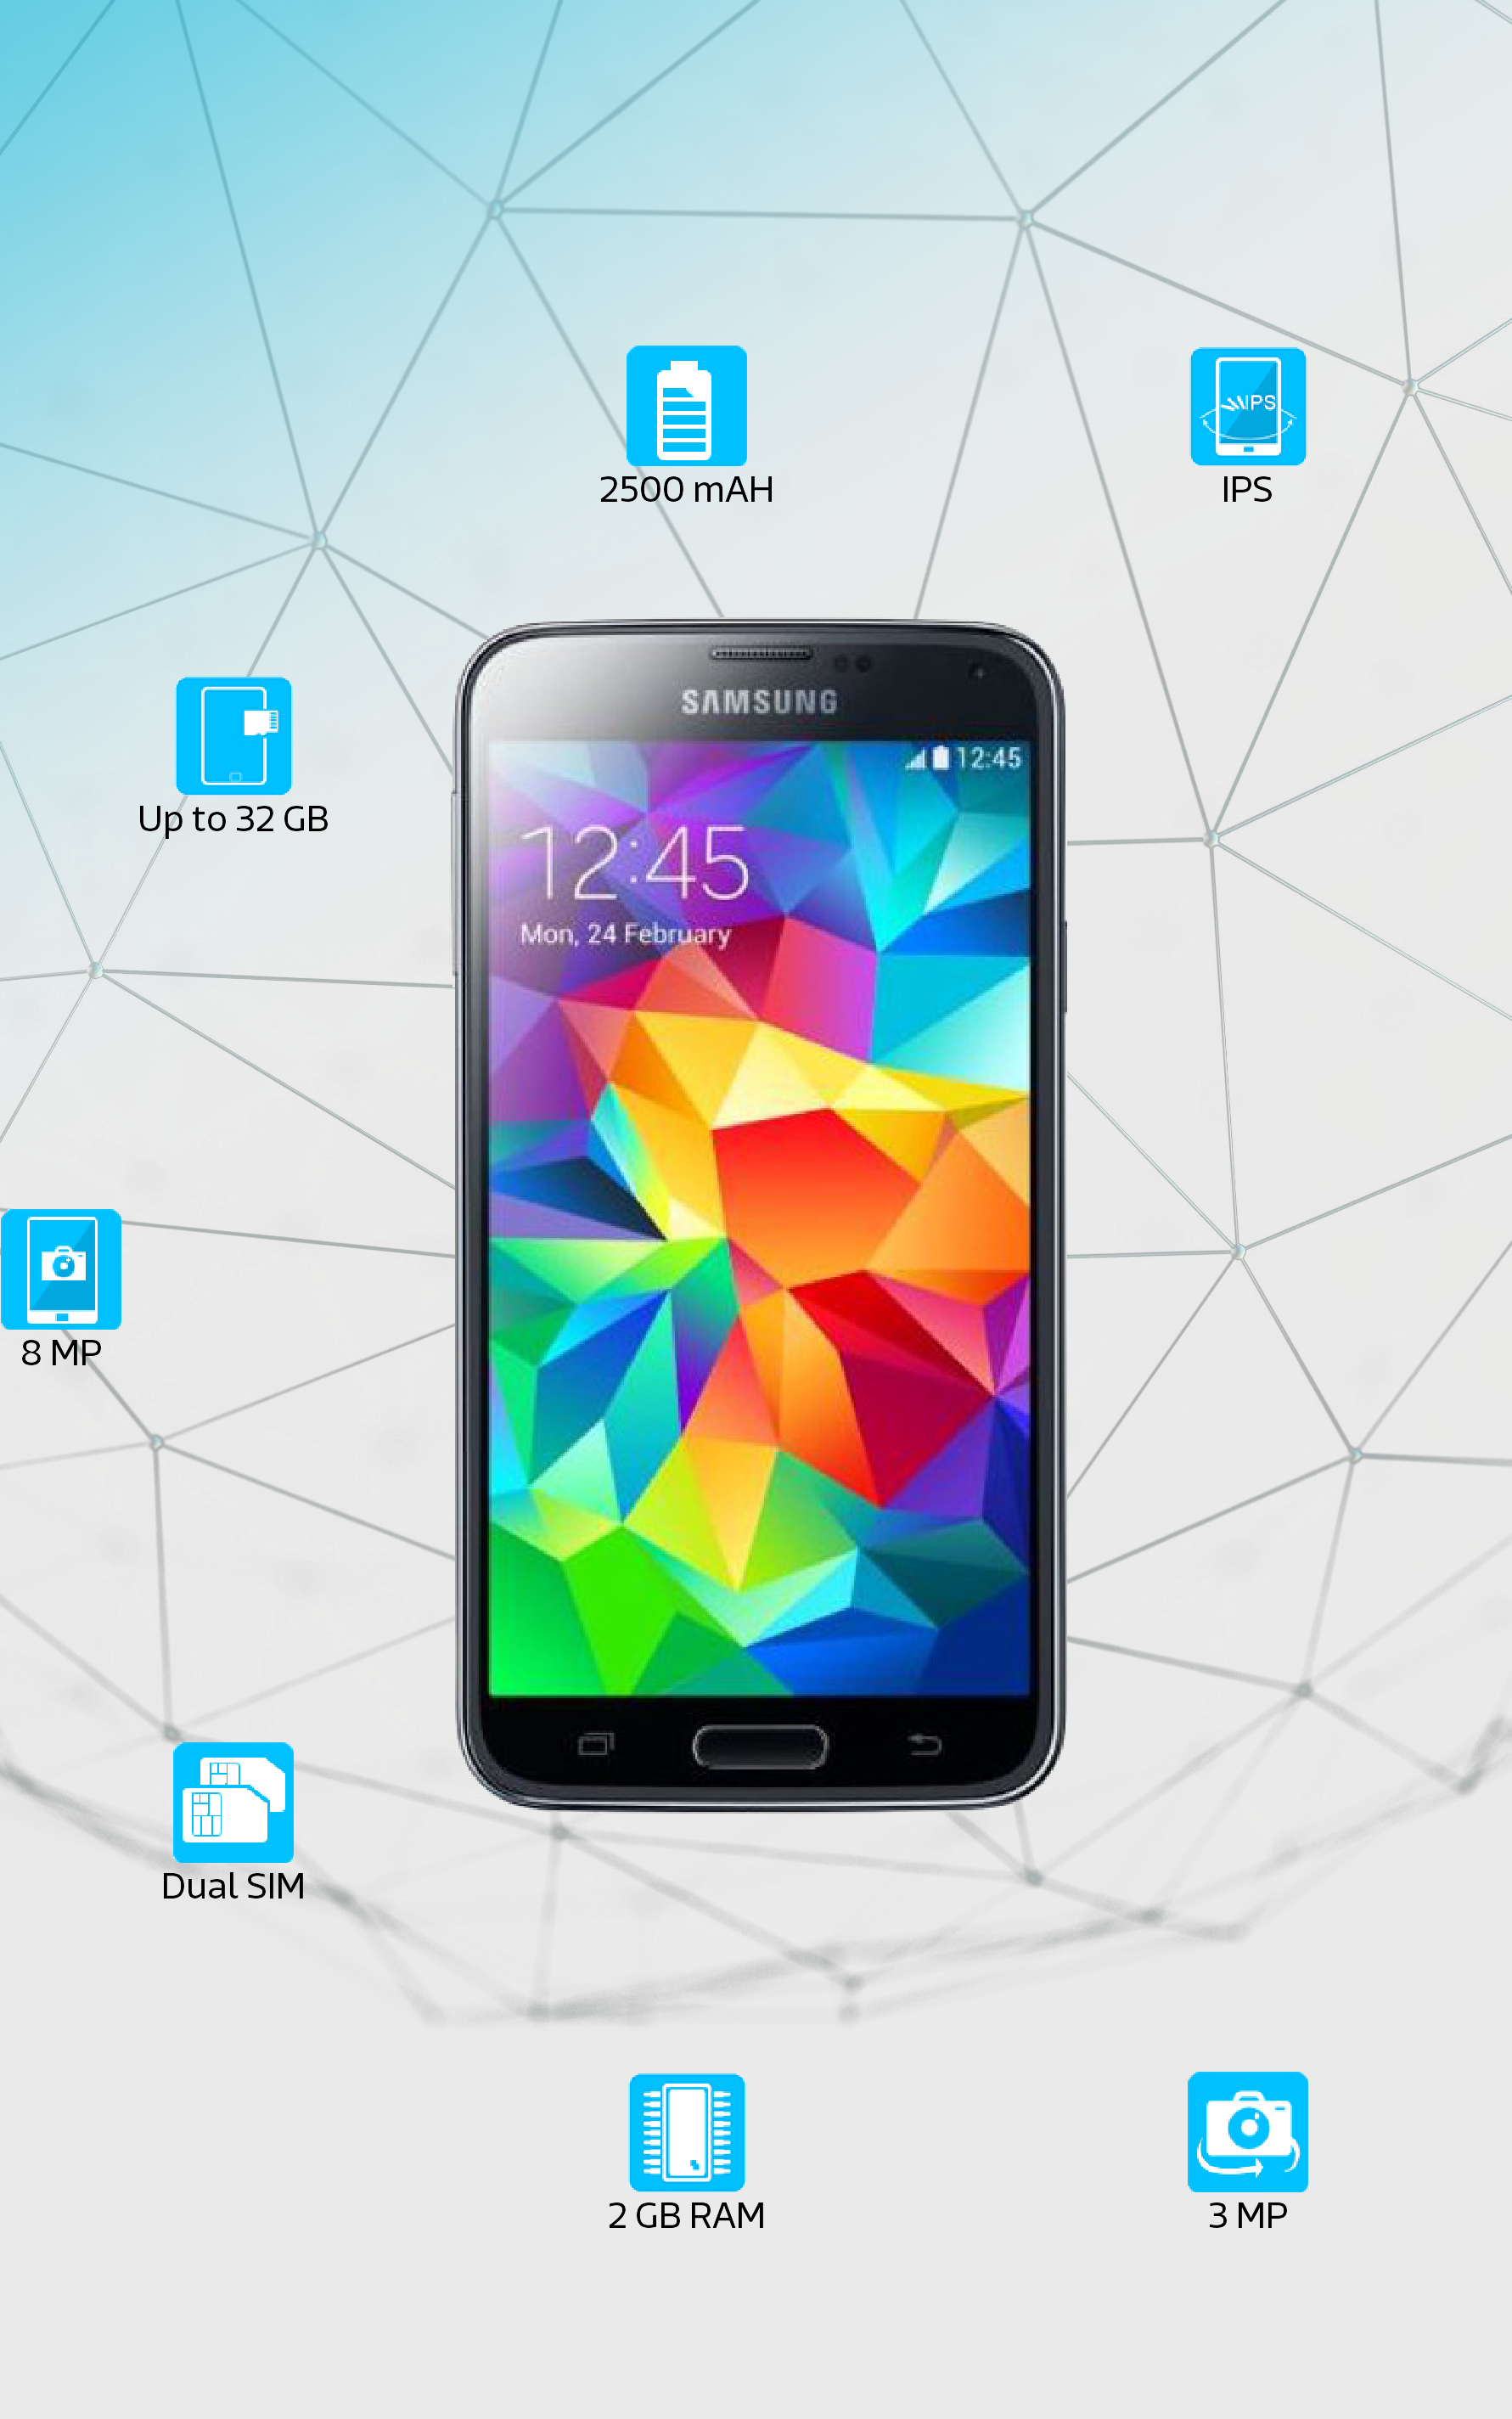 2500 mAH
IPS
IPS
Up to 32 GB
SAMSUNG
12:45
12:45
Mon, 24 February
8 MP
Dual SIM
2 GB RAM
3 MP